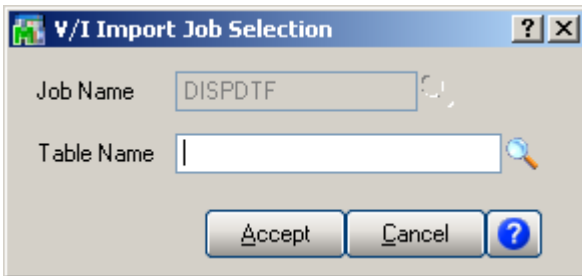 V/I Import Job Selection
Job Name DISPDTF
Table Name
Accept Cancel